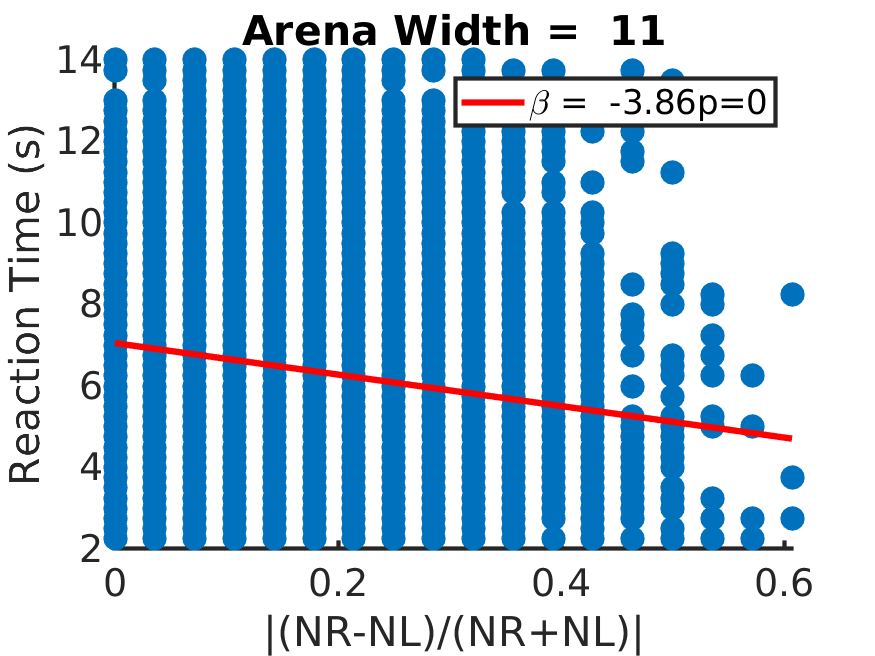 Arena Width =  11
β =  -3.86p=0
Reaction Time (s)
14
12
10
8
6
4
2
0
0.2
0.4
0.6
|(NR-NL)/(NR+NL)|